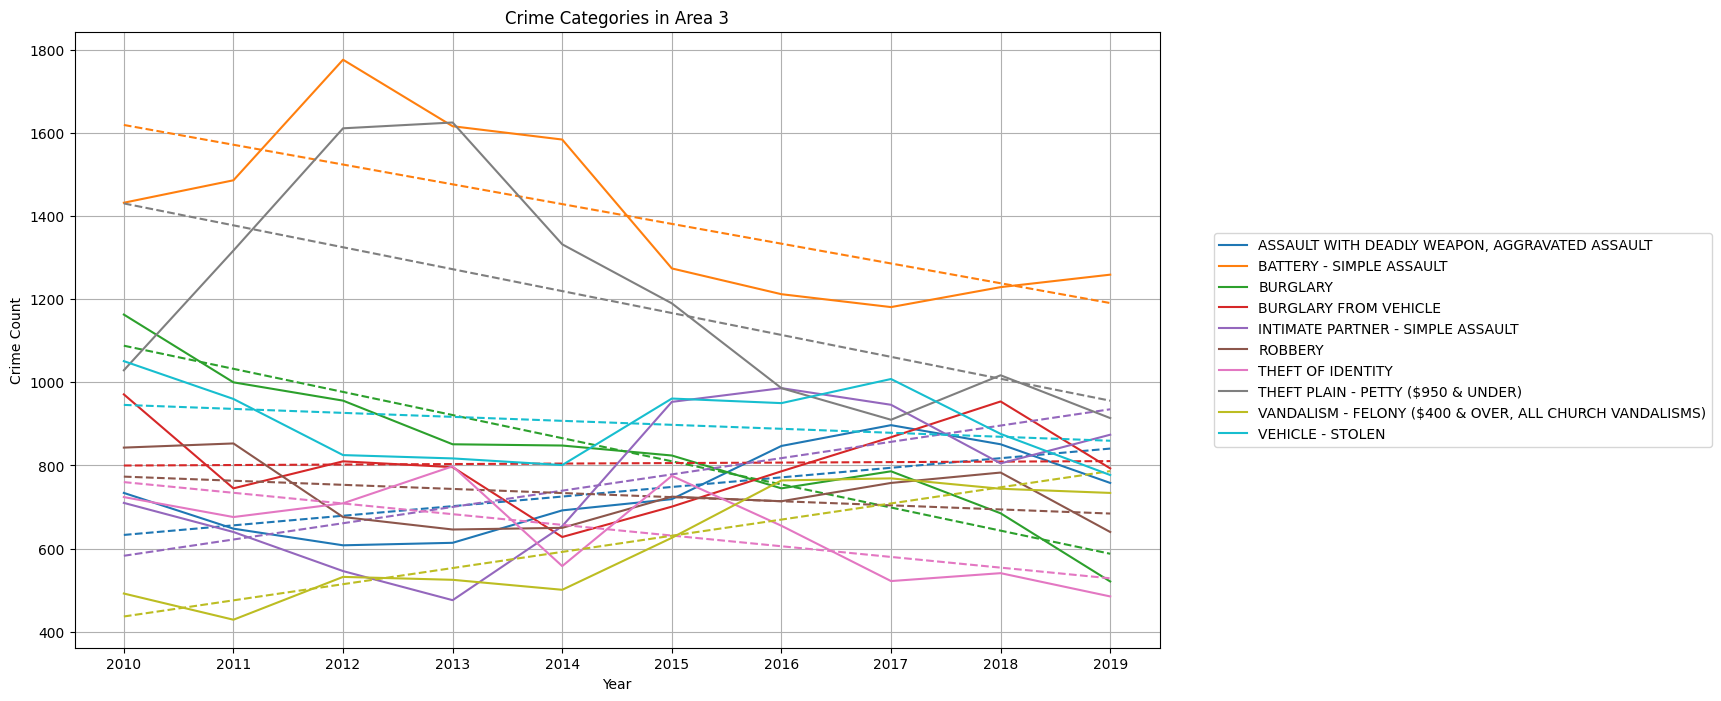 Crime Categories in Area 3
1800
1600
1400
1200
1000
800
600
400
Crime Count
2010 2011 2012 2013 2014 2015 2016 2017 2018 2019
Year
ASSAULT WITH DEADLY WEAPON, AGGRAVATED ASSAULT
BATTERY - SIMPLE ASSAULT
BURGLARY
BURGLARY FROM VEHICLE
INTIMATE PARTNER - SIMPLE ASSAULT
ROBBERY
THEFT OF IDENTITY
THEFT PLAIN - PETTY ($950 & UNDER)
VANDALISM - FELONY ($400 & OVER, ALL CHURCH VANDALISMS)
VEHICLE - STOLEN